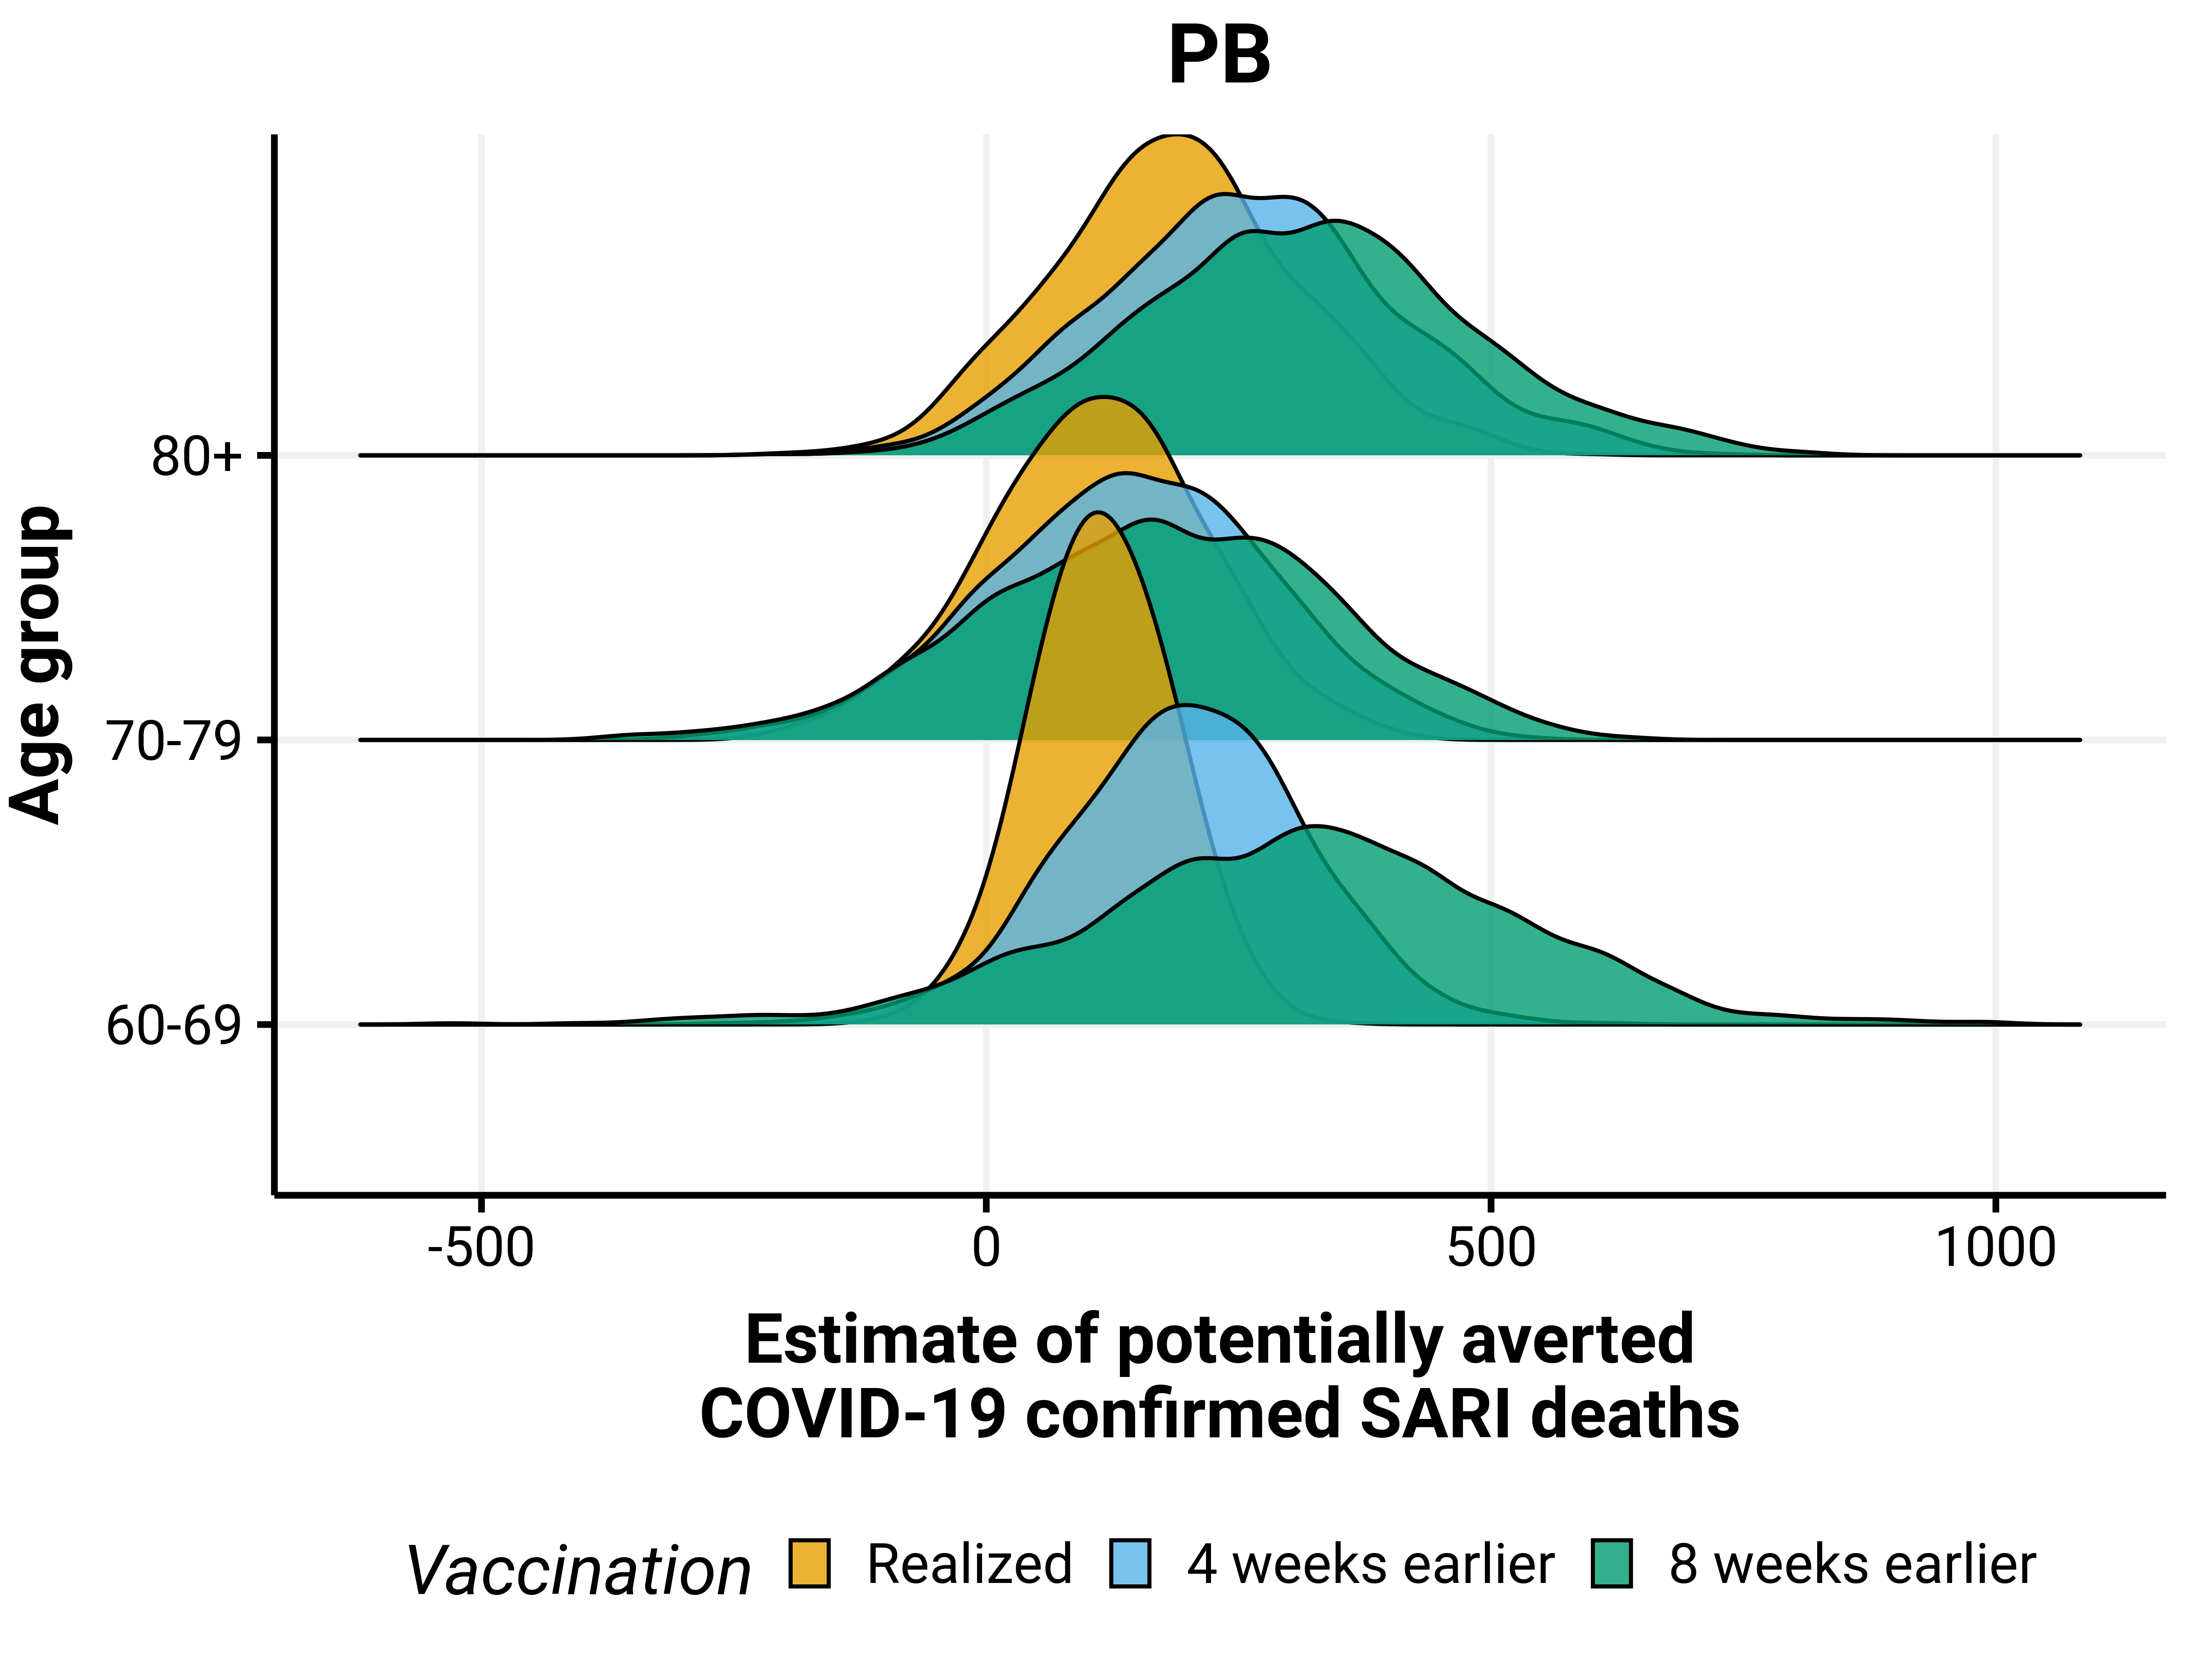 PB
Age group
80+
70-79
60-69
-500 0 500 1000
Estimate of potentially averted
COVID-19 confirmed SARI deaths
Vaccination Realized 4 weeks earlier 8 weeks earlier